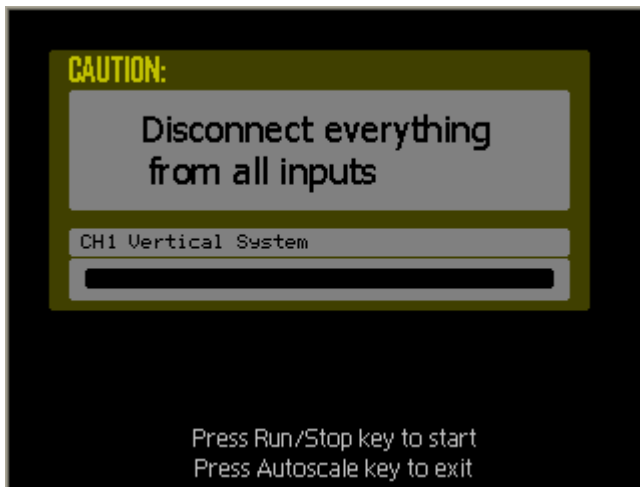 CAUTION:
Disconnect everything
from all inputs
CH1 Vertical System
Press Run/Stop key to start
Press Autoscale key to exit